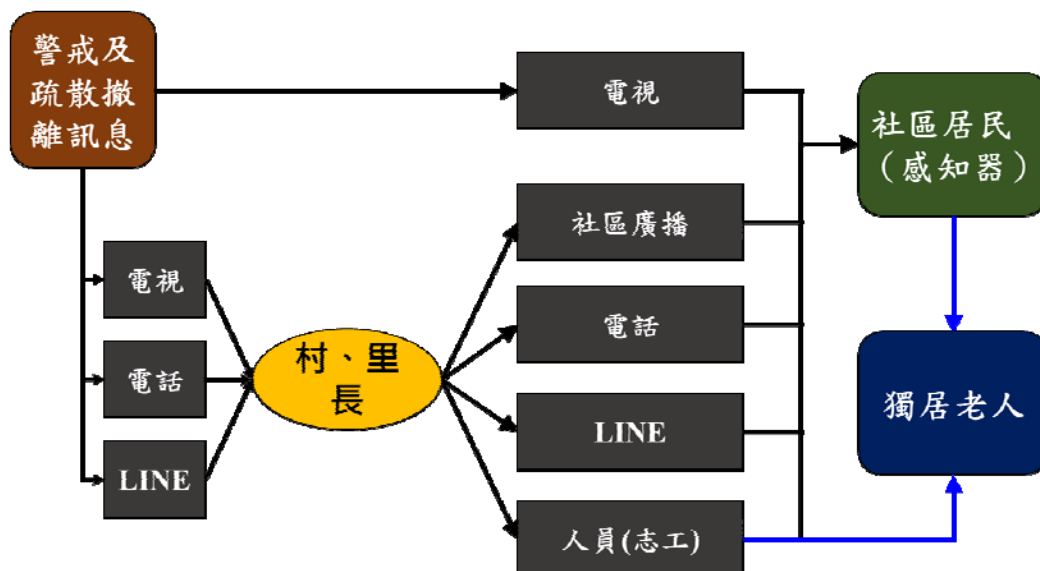 警戒及
疏散撤
離訊息
電視
社區居民
（感知器）
社區廣播
電視
電話
村、里
長
電話
獨居老人
LINE
LINE
人員(志工)